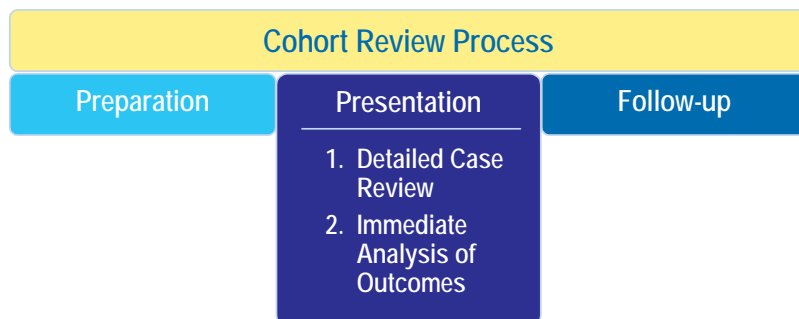 Cohort Review Process
Preparation
Presentation
Follow-up
1. Detailed Case
Review
2. Immediate
Analysis of
Outcomes